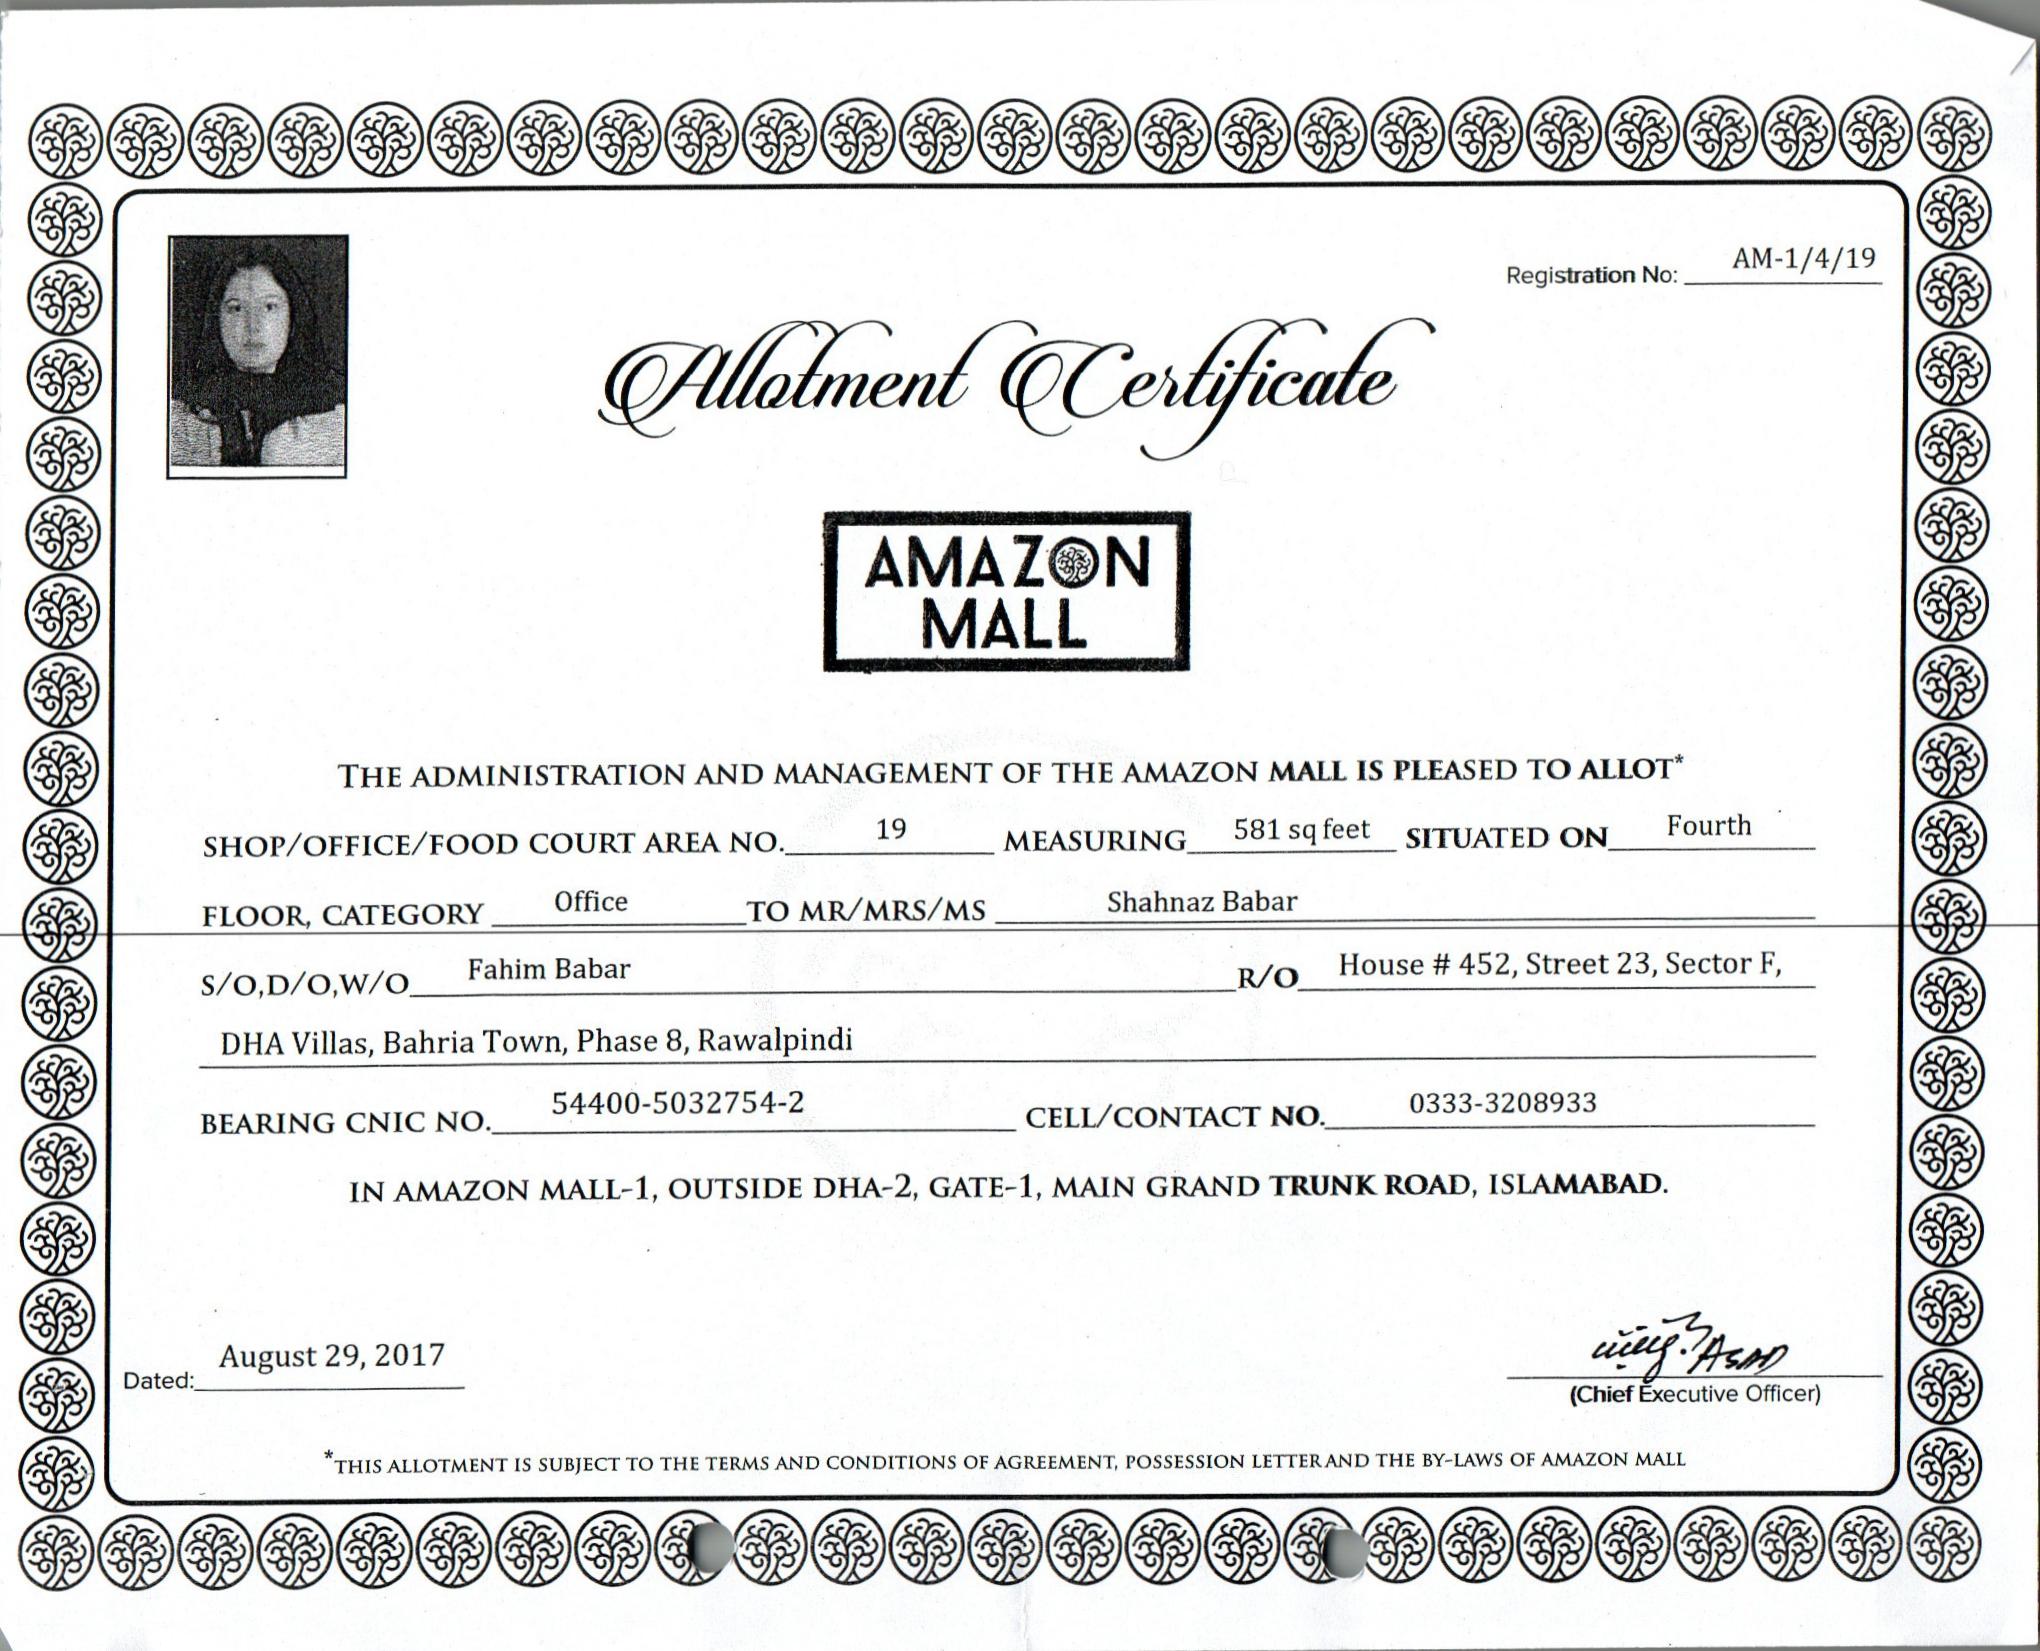 Registration No: AM-1/4/19
Allotment Certificate
AMAZON
MALL
THE ADMINISTRATION AND MANAGEMENT OF THE AMAZON MALL IS PLEASED TO ALLOT*
SHOP/OFFICE/FOOD COURT AREA NO. 19 MEASURING 581 sq feet SITUATED ON Fourth
FLOOR, CATEGORY Office TO MR/MRS/MS Shahnaz Babar
S/O,D/O,W/O Fahim Babar R/O House # 452, Street 23, Sector F,
DHA Villas, Bahria Town, Phase 8, Rawalpindi
BEARING CNIC NO. 54400-5032754-2 CELL/CONTACT NO. 0333-3208933
IN AMAZON MALL-1, OUTSIDE DHA-2, GATE-1, MAIN GRAND TRUNK ROAD, ISLAMABAD.
Dated: August 29, 2017
ASAD
(Chief Executive Officer)
*THIS ALLOTMENT IS SUBJECT TO THE TERMS AND CONDITIONS OF AGREEMENT, POSSESSION LETTER AND THE BY-LAWS OF AMAZON MALL